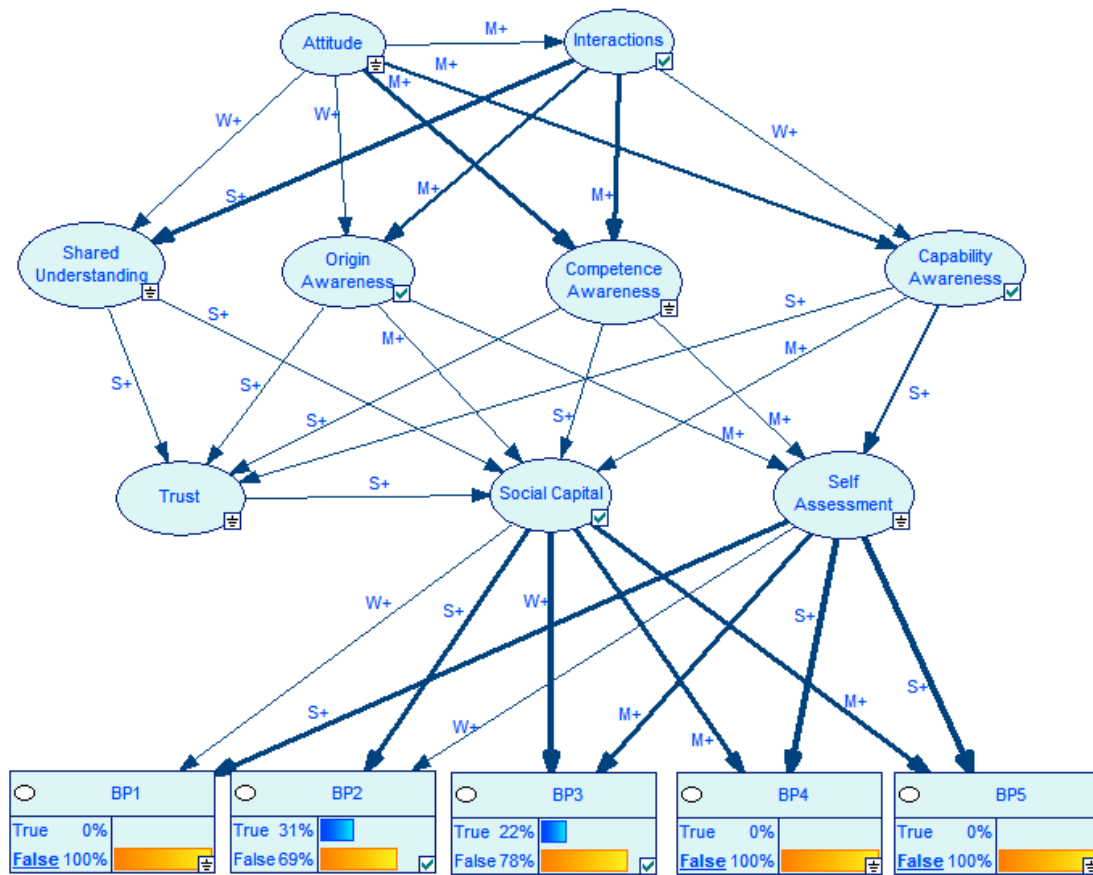 Attitude
M+
Interactions
M+
M+
W+
W+
W+
S+
M+
M+
Shared
Understanding
Origin
Awareness
Competence
Awareness
Capability
Awareness
S+
S+
M+
M+
S+
S+
S+
S+
S+
M+
M+
Trust
S+
Social Capital
Self
Assessment
W+
S+
W+
S+
S+
S+
M+
W+
M+
M+
BP1
True 0%
False 100%
BP2
True 31%
False 69%
BP3
True 22%
False 78%
BP4
True 0%
False 100%
BP5
True 0%
False 100%